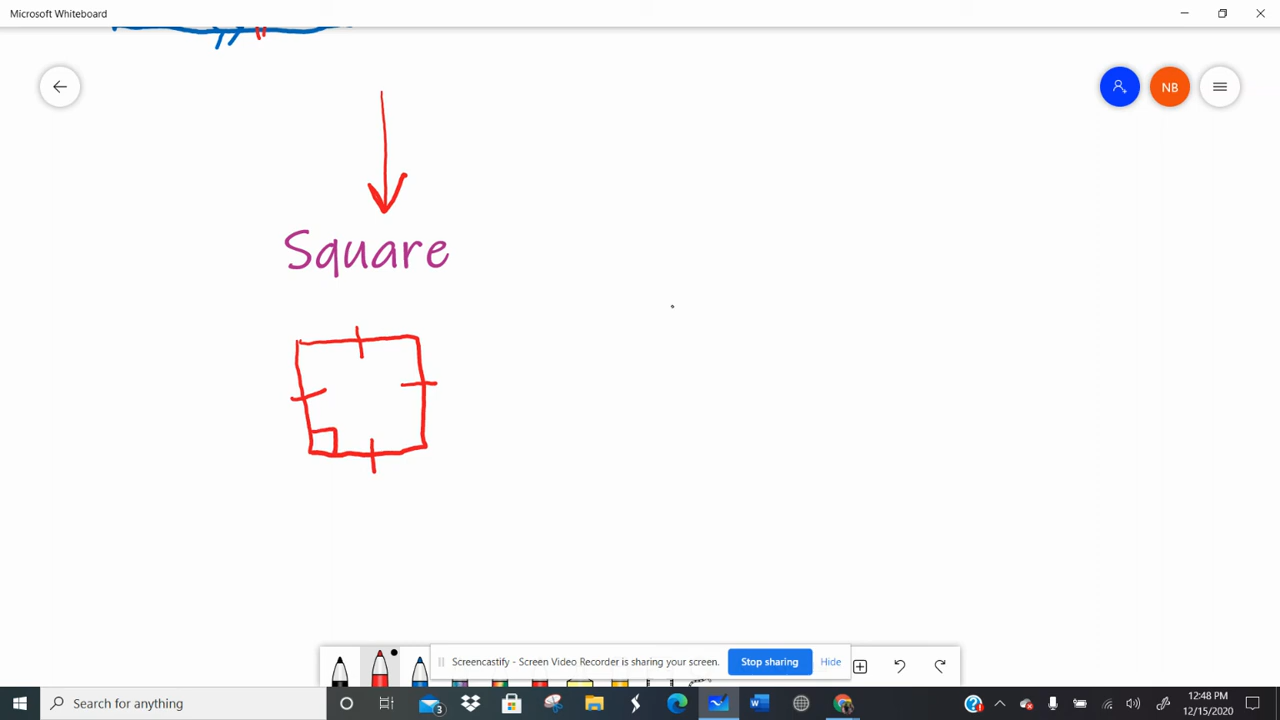 Microsoft Whiteboard
NB
Square
Screencastify - Screen Video Recorder is sharing your screen.
Stop sharing
Hide
Search for anything
3
W
12:48 PM
12/15/2020